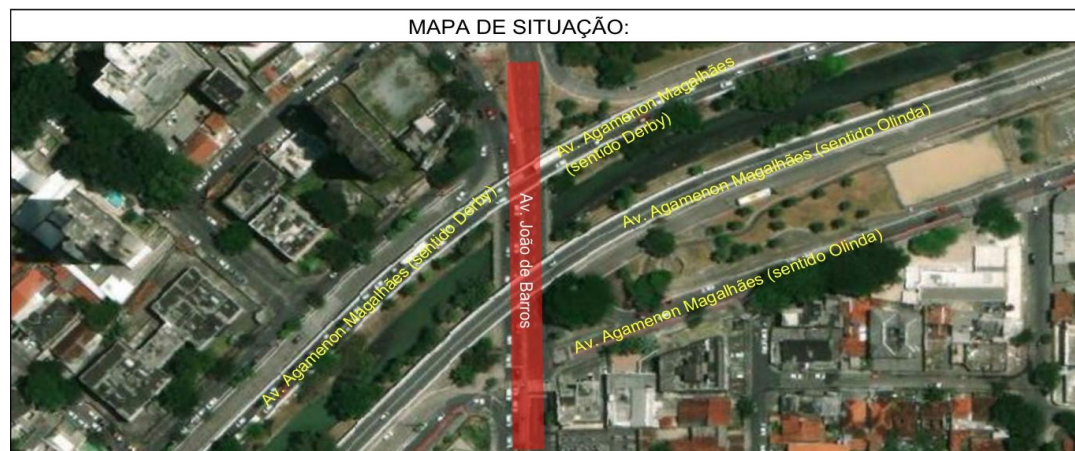 MAPA DE SITUAÇÃO:
Av. Agamenon Magalhães
(sentido Derby)
Av. Agamenon Magalhães (sentido Olinda)
Av. Agamenon Magalhães (sentido Derby)
Av. João de Barros
Av. Agamenon Magalhães (sentido Olinda)